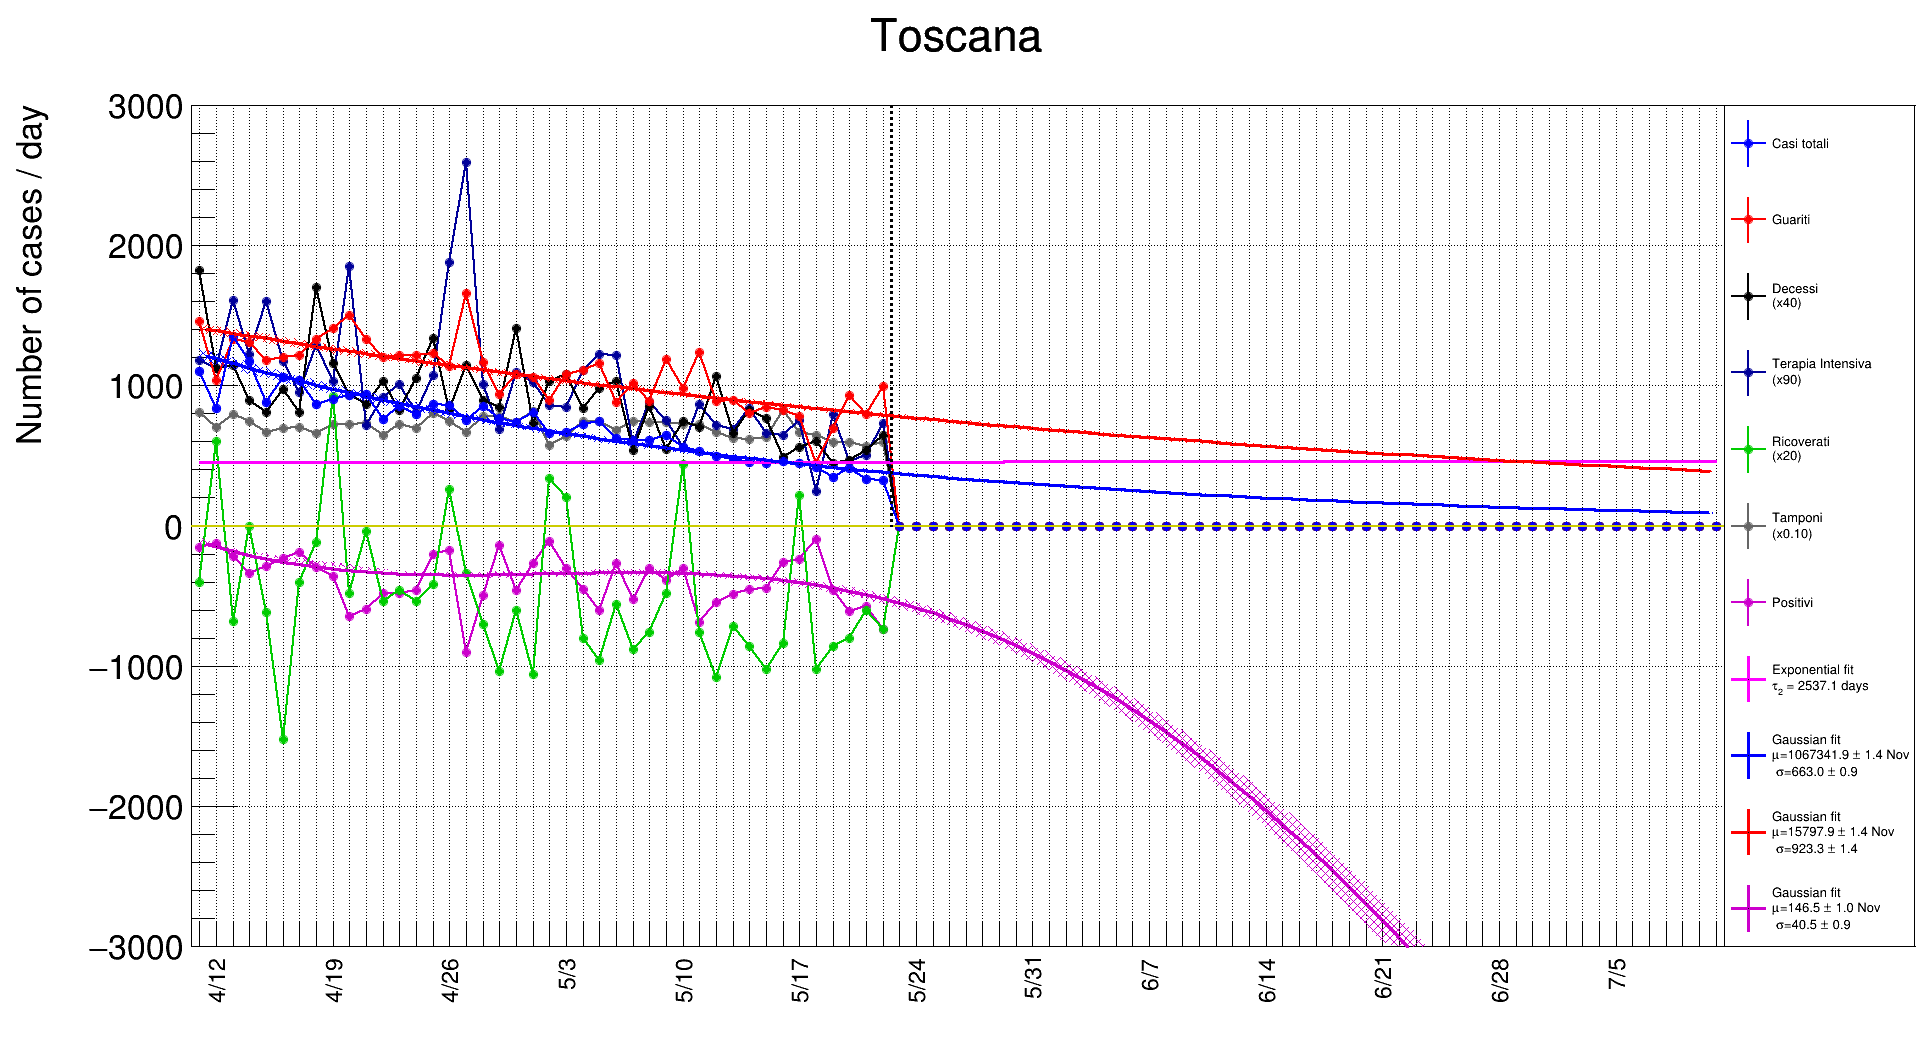 Toscana
Number of cases / day
3000
2000
1000
0
−1000
−2000
−3000
4/12
4/19
4/26
5/3
5/10
5/17
5/24
5/31
6/7
6/14
6/21
6/28
7/5
Casi totali
Guariti
Decessi
(x40)
Terapia Intensiva
(x90)
Ricoverati
(x20)
Tamponi
(x0.10)
Positivi
Exponential fit
τ2 = 2537.1 days
Gaussian fit
μ=1067341.9 ± 1.4 Nov
σ=663.0 ± 0.9
Gaussian fit
μ=15797.9 ± 1.4 Nov
σ=923.3 ± 1.4
Gaussian fit
μ=146.5 ± 1.0 Nov
σ=40.5 ± 0.9